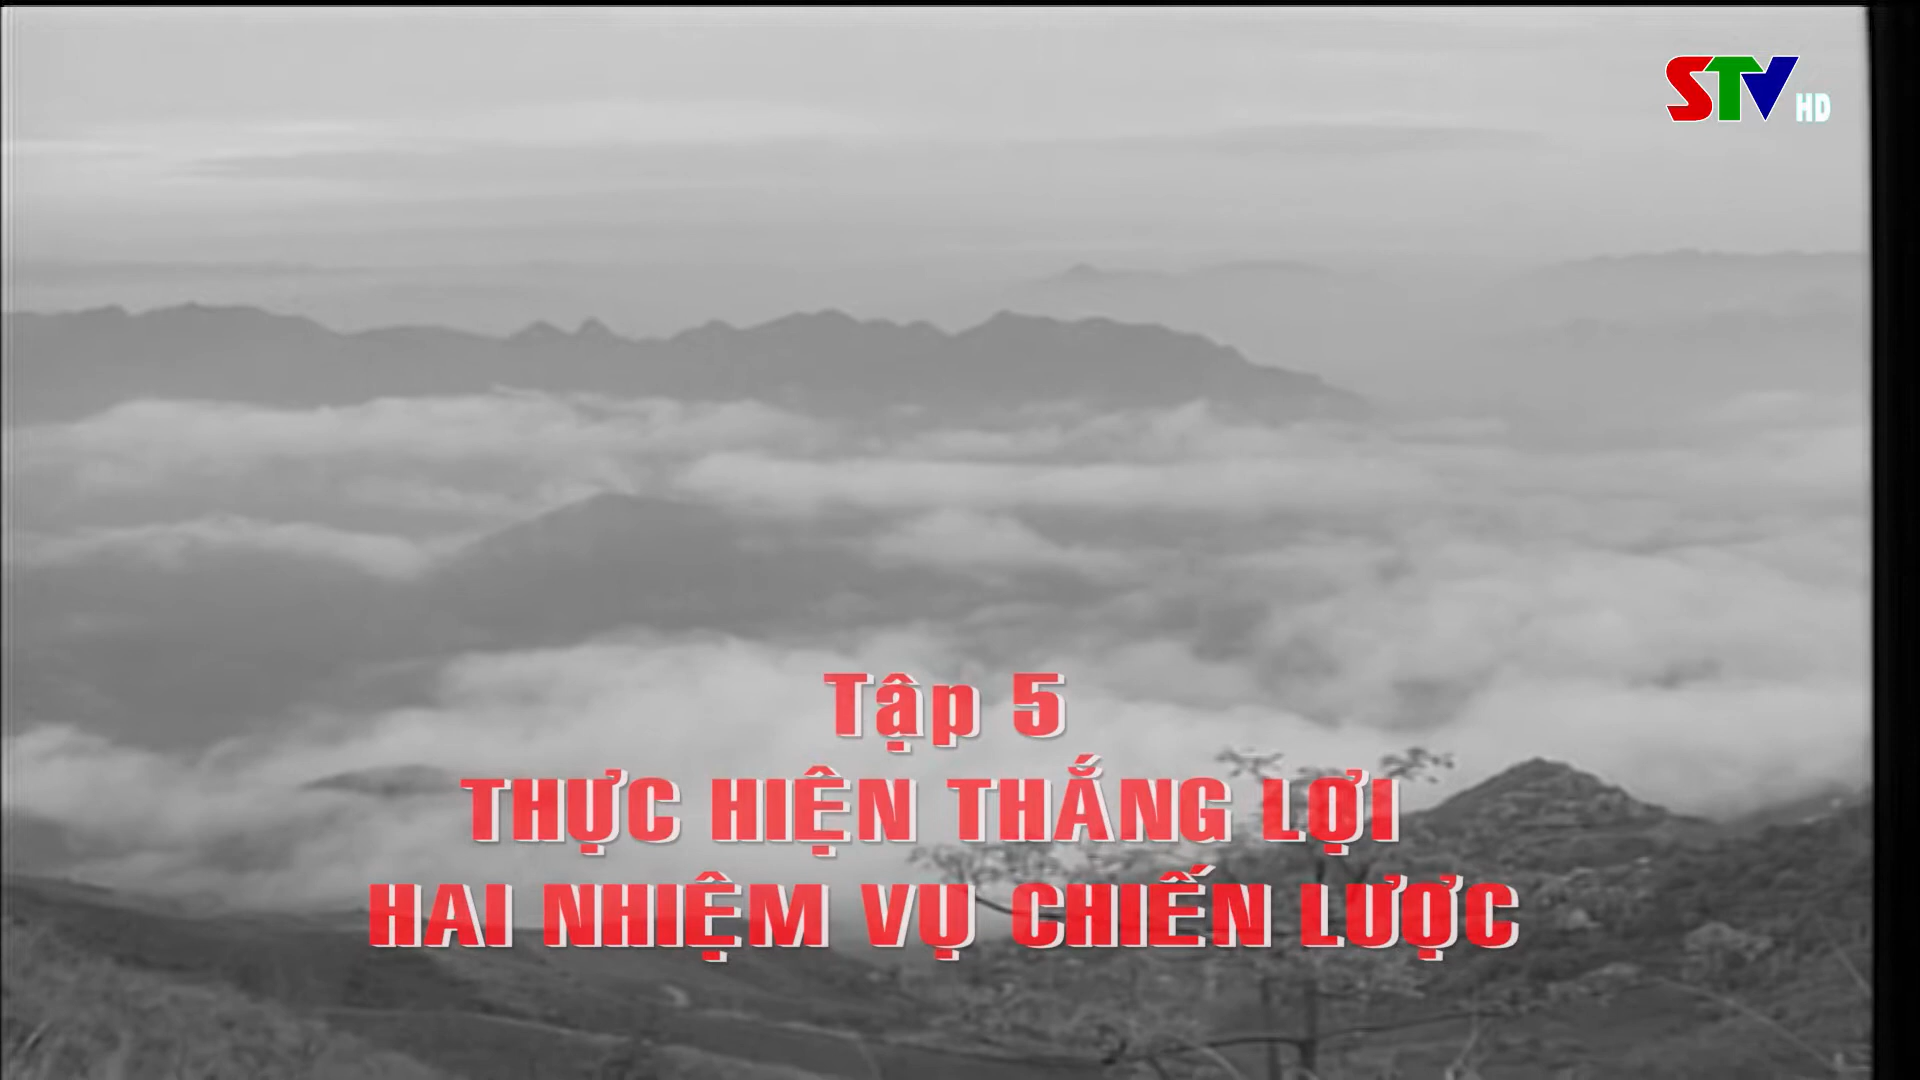 STV HD
Tập 5
THỰC HIỆN THẮNG LỢI
HAI NHIỆM VỤ CHIẾN LƯỢC